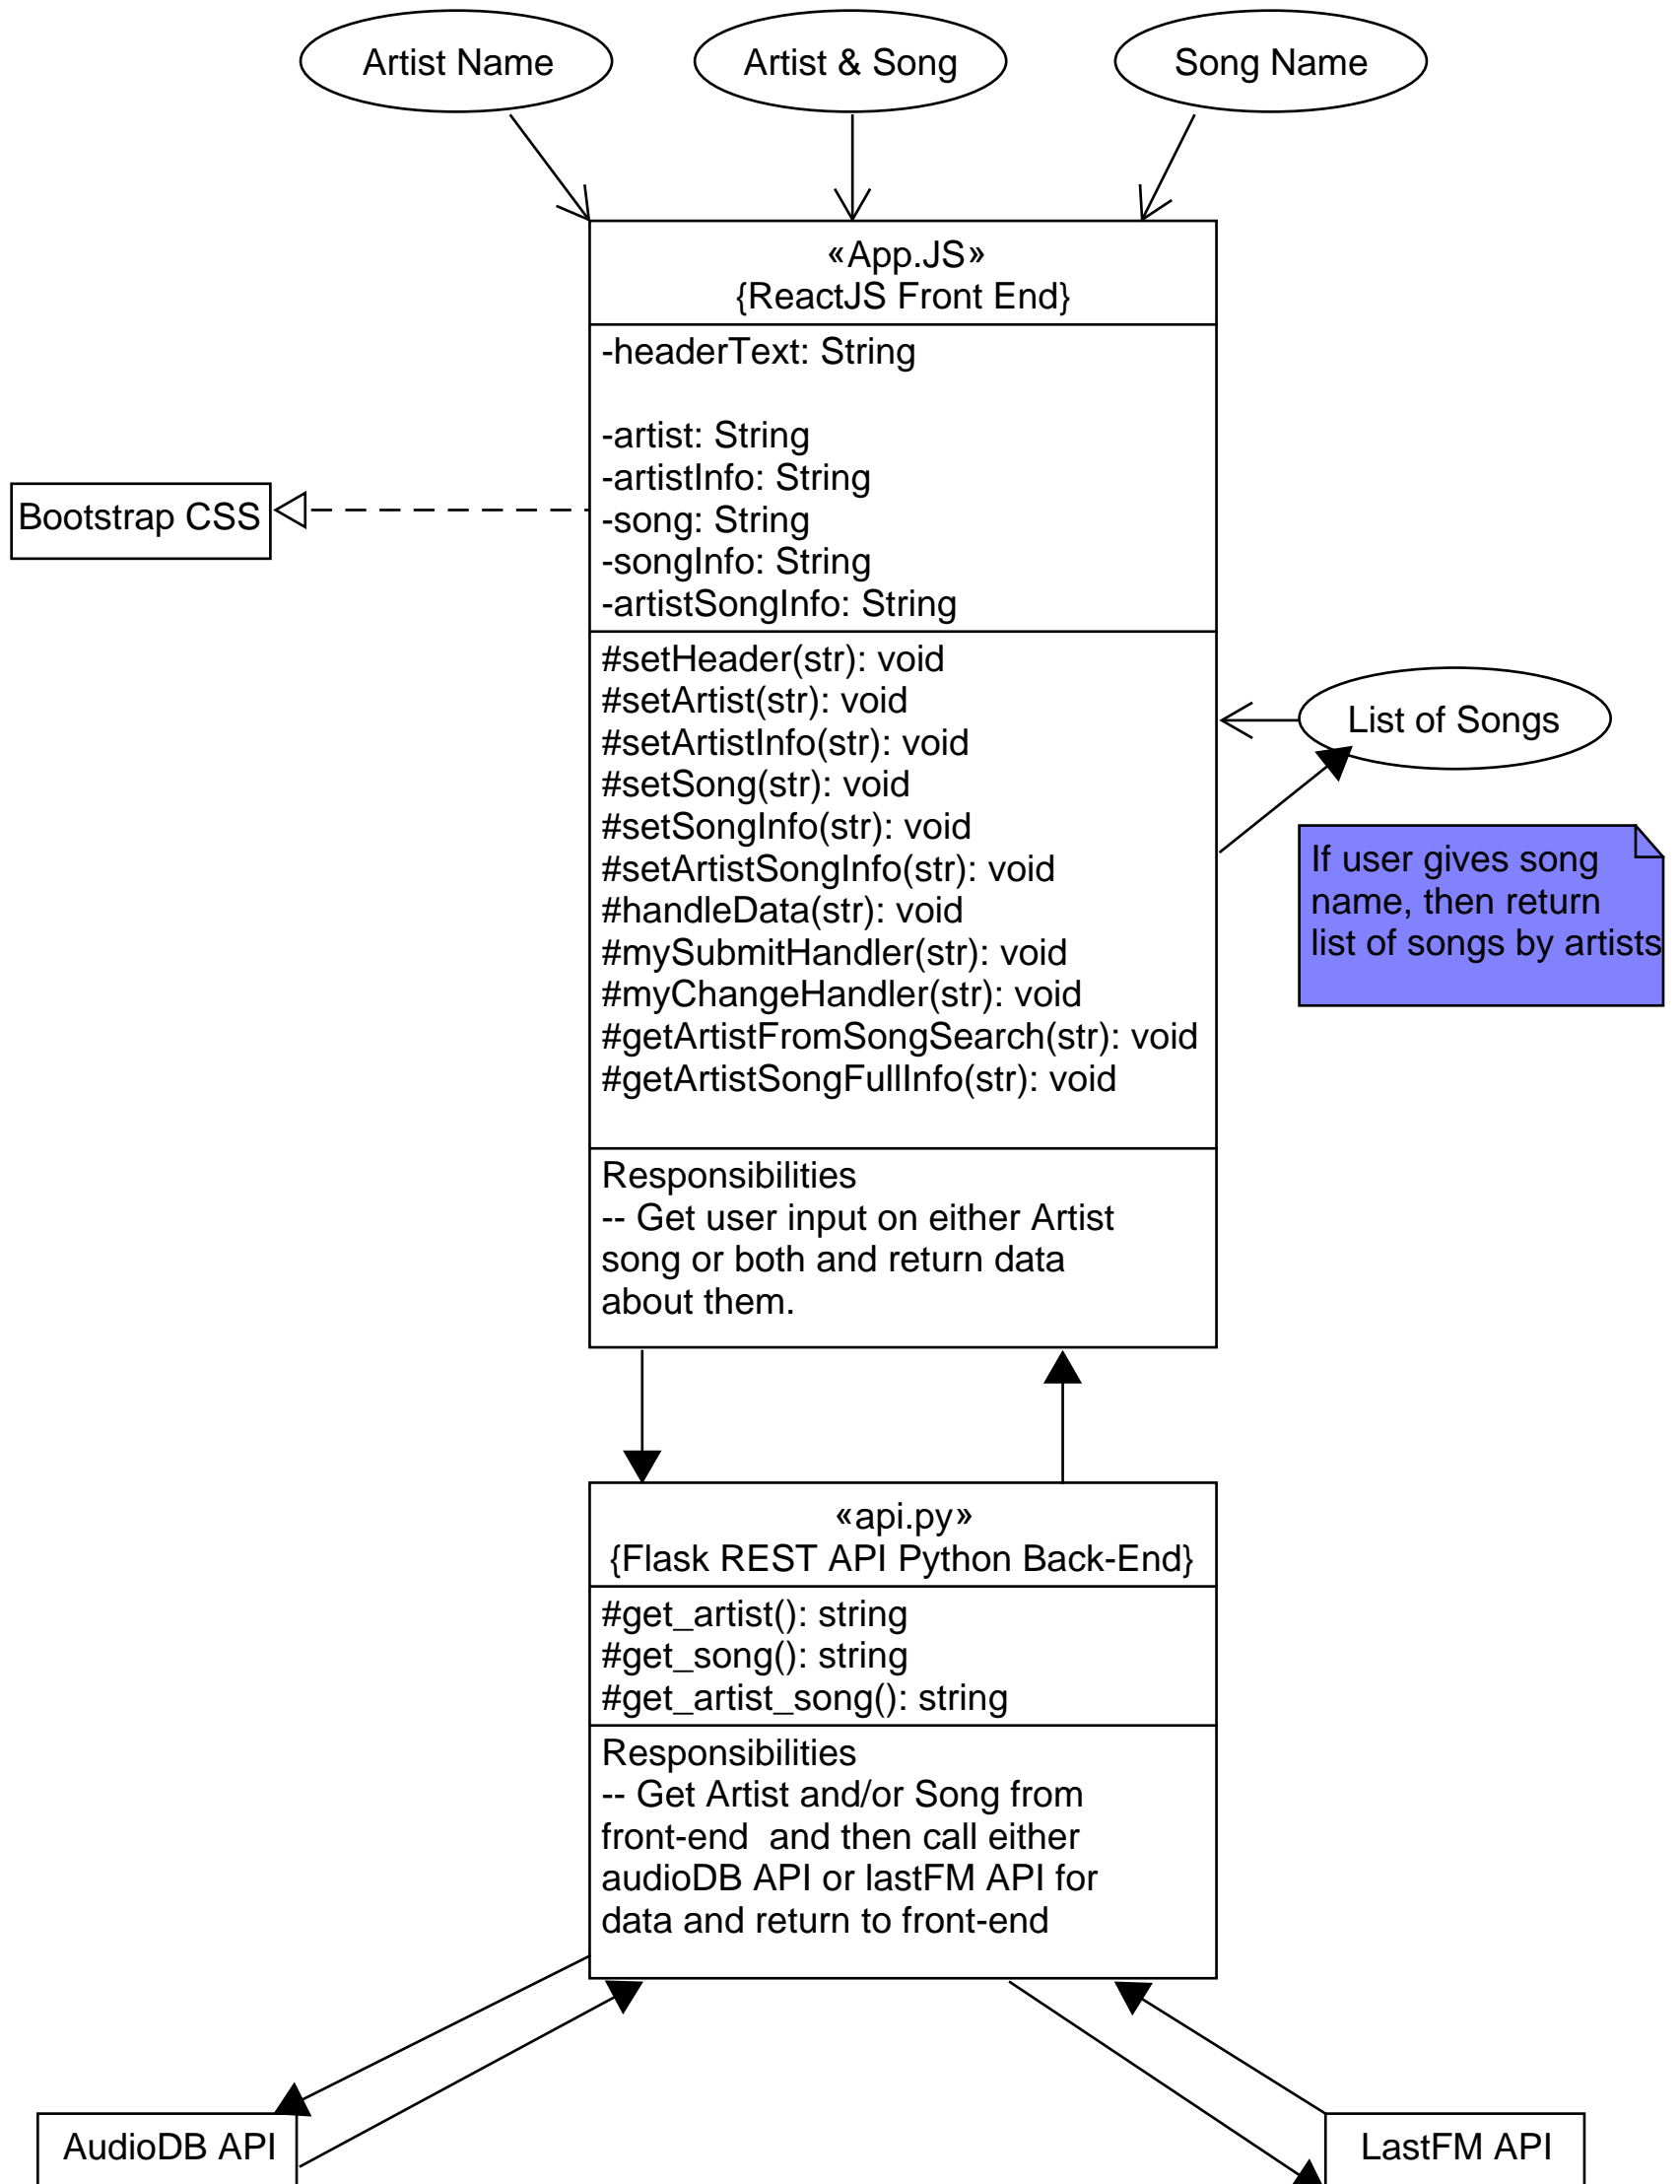 Artist Name
Artist & Song
Song Name
«App.JS»
{ReactJS Front End}
-headerText: String
-artist: String
-artistInfo: String
-song: String
-songInfo: String
-artistSongInfo: String
Bootstrap CSS
#setHeader(str): void
#setArtist(str): void
#setArtistInfo(str): void
#setSong(str): void
#setSongInfo(str): void
#setArtistSongInfo(str): void
#handleData(str): void
#mySubmitHandler(str): void
#myChangeHandler(str): void
#getArtistFromSongSearch(str): void
#getArtistSongFullInfo(str): void
List of Songs
If user gives song
name, then return
list of songs by artists
Responsibilities
-- Get user input on either Artist
song or both and return data
about them.
«api.py»
{Flask REST API Python Back-End}
#get_artist(): string
#get_song(): string
#get_artist_song(): string
Responsibilities
-- Get Artist and/or Song from
front-end  and then call either
audioDB API or lastFM API for
data and return to front-end
AudioDB API
LastFM API